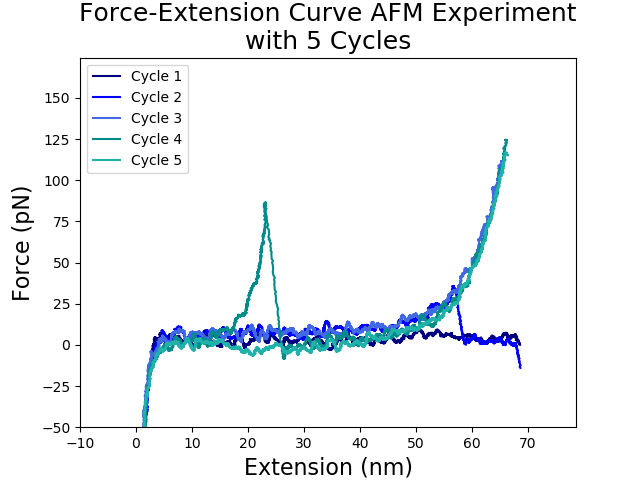 Force-Extension Curve AFM Experiment
with 5 Cycles
Cycle 1
Cycle 2
Cycle 3
Cycle 4
Cycle 5
Force (pN)
150
125
100
75
50
25
0
−25
−50
−10 0 10 20 30 40 50 60 70
Extension (nm)